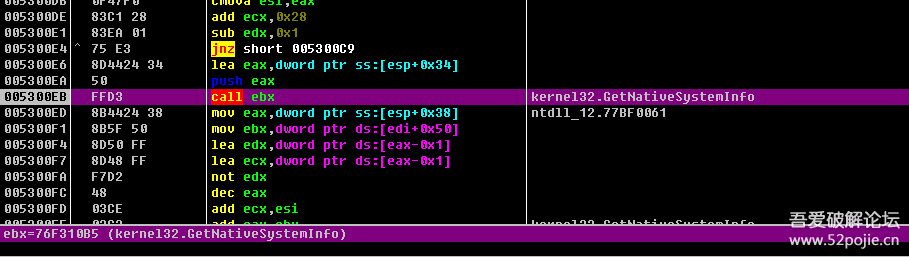 005300DB 0F47F0 cmova esi,eax
005300DE 83C1 28 add ecx,0x28
005300E1 83EA 01 sub edx,0x1
005300E4 ^ 75 E3 jnz short 005300C9
005300E6 8D4424 34 lea eax,dword ptr ss:[esp+0x34]
005300EA 50 push eax
005300EB FFD3 call ebx kernel32.GetNativeSystemInfo
005300ED 8B4424 38 mov eax,dword ptr ss:[esp+0x38] ntdll_12.77BF0061
005300F1 8B5F 50 mov ebx,dword ptr ds:[edi+0x50]
005300F4 8D50 FF lea edx,dword ptr ds:[eax-0x1]
005300F7 8D48 FF lea ecx,dword ptr ds:[eax-0x1]
005300FA F7D2 not edx
005300FC 48 dec eax
005300FD 03CE add ecx,esi
kernel32.GetNativeSystemInfo
ebx=76F310B5 (kernel32.GetNativeSystemInfo)
吾爱破解论坛
www.52pojie.cn